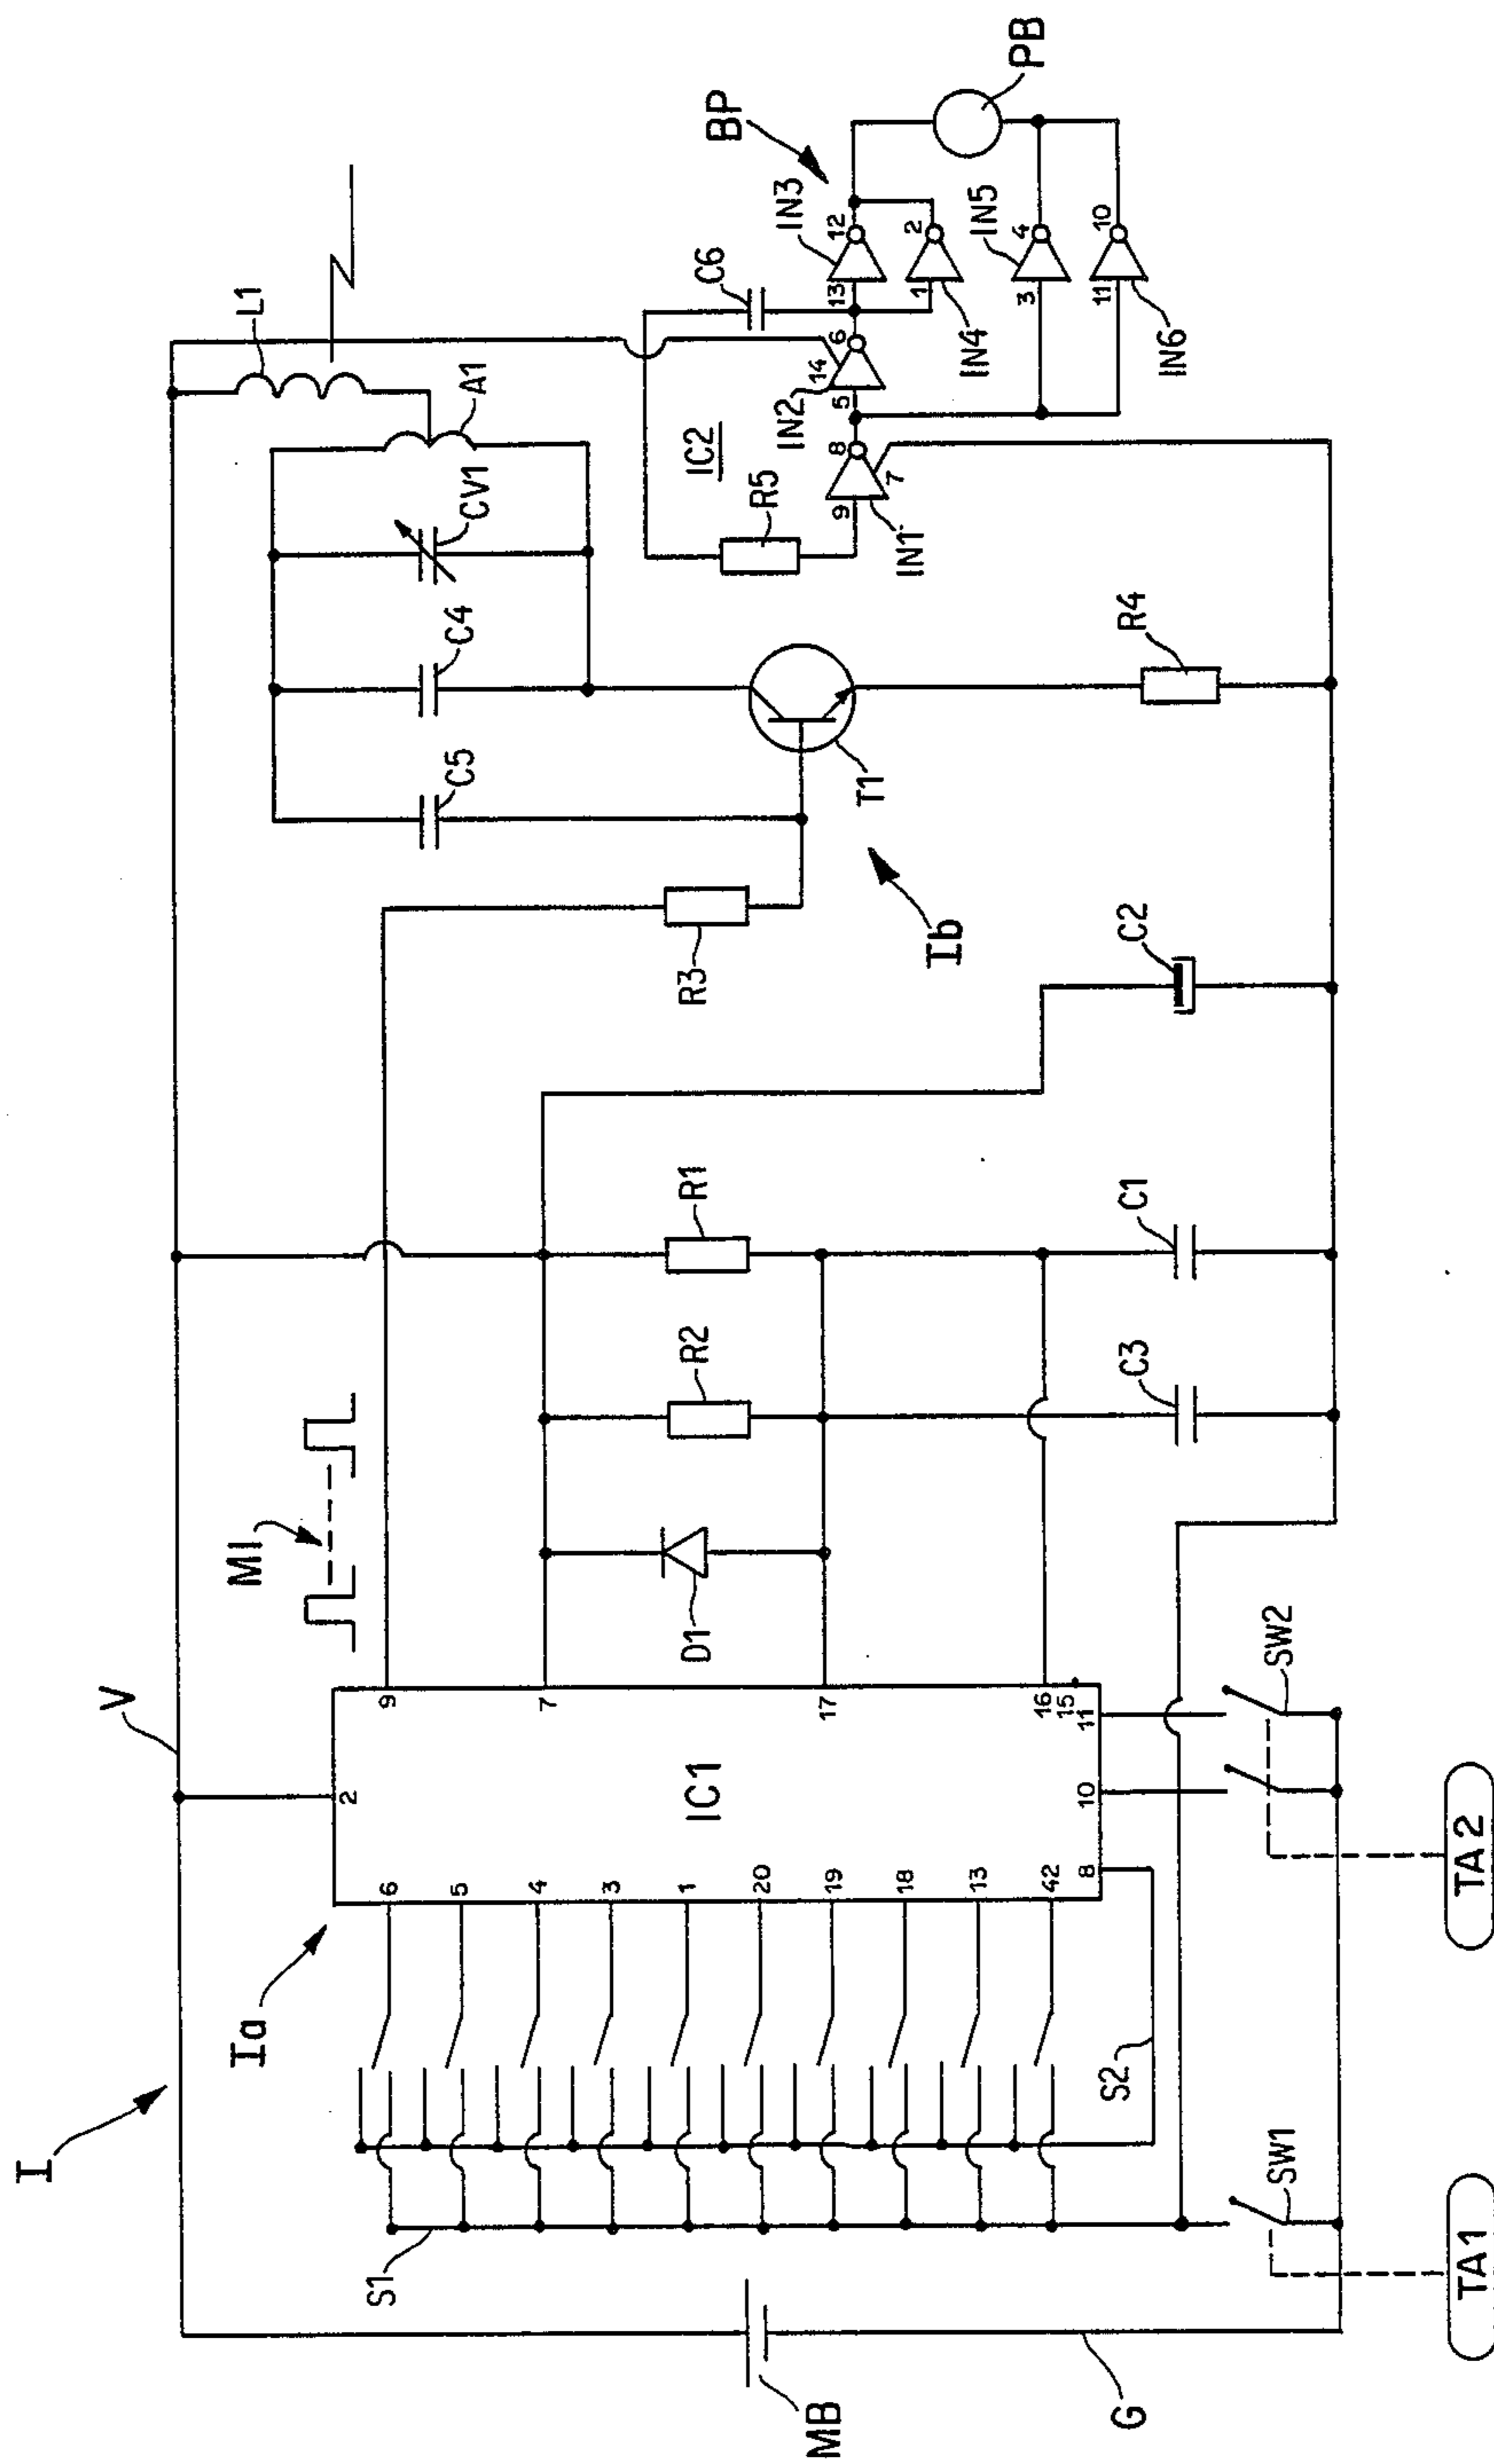 I
V
Ia
MI
L1
A1
CV1
C4
C5
C6
BP
PB
IN3
IN4
IN5
IN6
IN2
IN1
IC2
R5
R4
T1
Ib
R3
C2
R1
R2
D1
C1
C3
IC1
2
9
7
17
16
15
11
10
8
6
5
4
3
1
20
19
18
13
42
9
8
7
5
6
14
13
12
1
2
3
4
11
10
S1
S2
SW1
SW2
TA1
TA2
MB
G